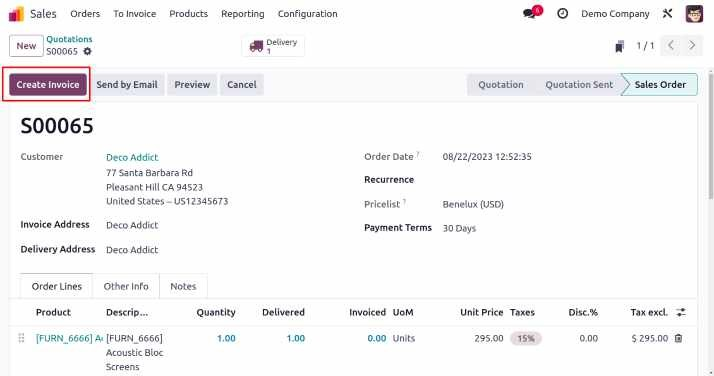 Sales Orders To Invoice Products Reporting Configuration 6 Demo Company
New Quotations S00065 Delivery 1 1 / 1
Create Invoice Send by Email Preview Cancel Quotation Quotation Sent Sales Order
S00065
Customer Deco Addict Order Date ? 08/22/2023 12:52:35
77 Santa Barbara Rd
Pleasant Hill CA 94523 Recurrence
United States – US12345673 Pricelist ? Benelux (USD)
Invoice Address Deco Addict Payment Terms 30 Days
Delivery Address Deco Addict
Order Lines Other Info Notes
Product Descrip... Quantity Delivered Invoiced UoM Unit Price Taxes Disc.% Tax excl.
[FURN_6666] Ac [FURN_6666] 1.00 1.00 0.00 Units 295.00 15% 0.00 $ 295.00
Acoustic Bloc
Screens